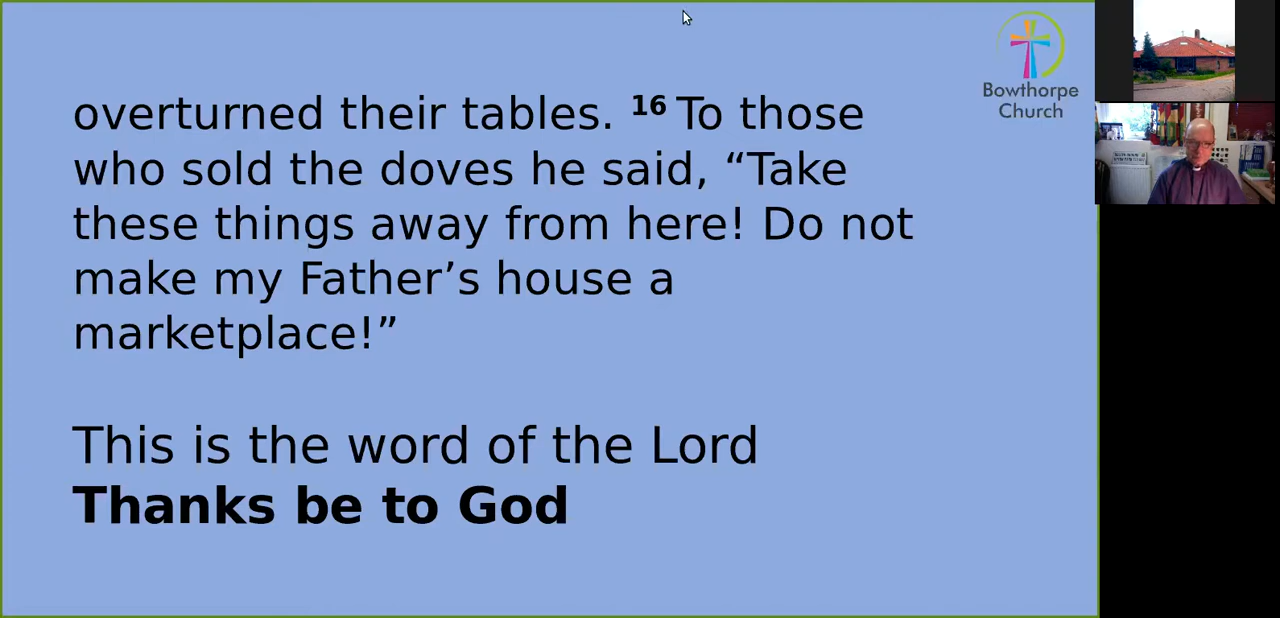 overturned their tables. 16 To those
who sold the doves he said, “Take
these things away from here! Do not
make my Father’s house a
marketplace!”
This is the word of the Lord
Thanks be to God
Bowthorpe
Church